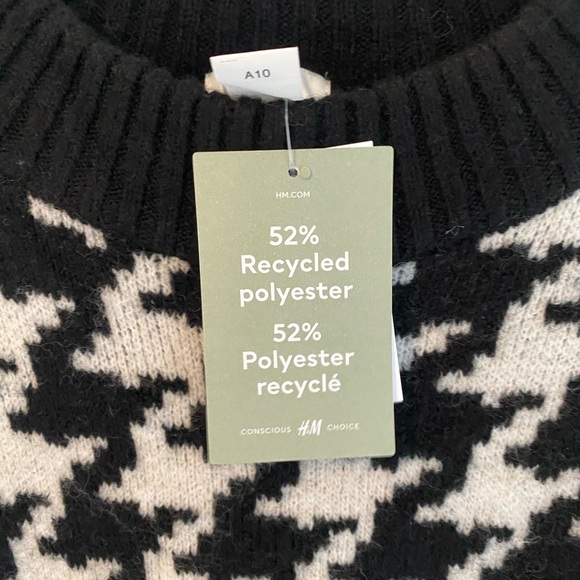 A10
HM.COM
52%
Recycled
polyester
52%
Polyester
recyclé
CONSCIOUS H&M CHOICE